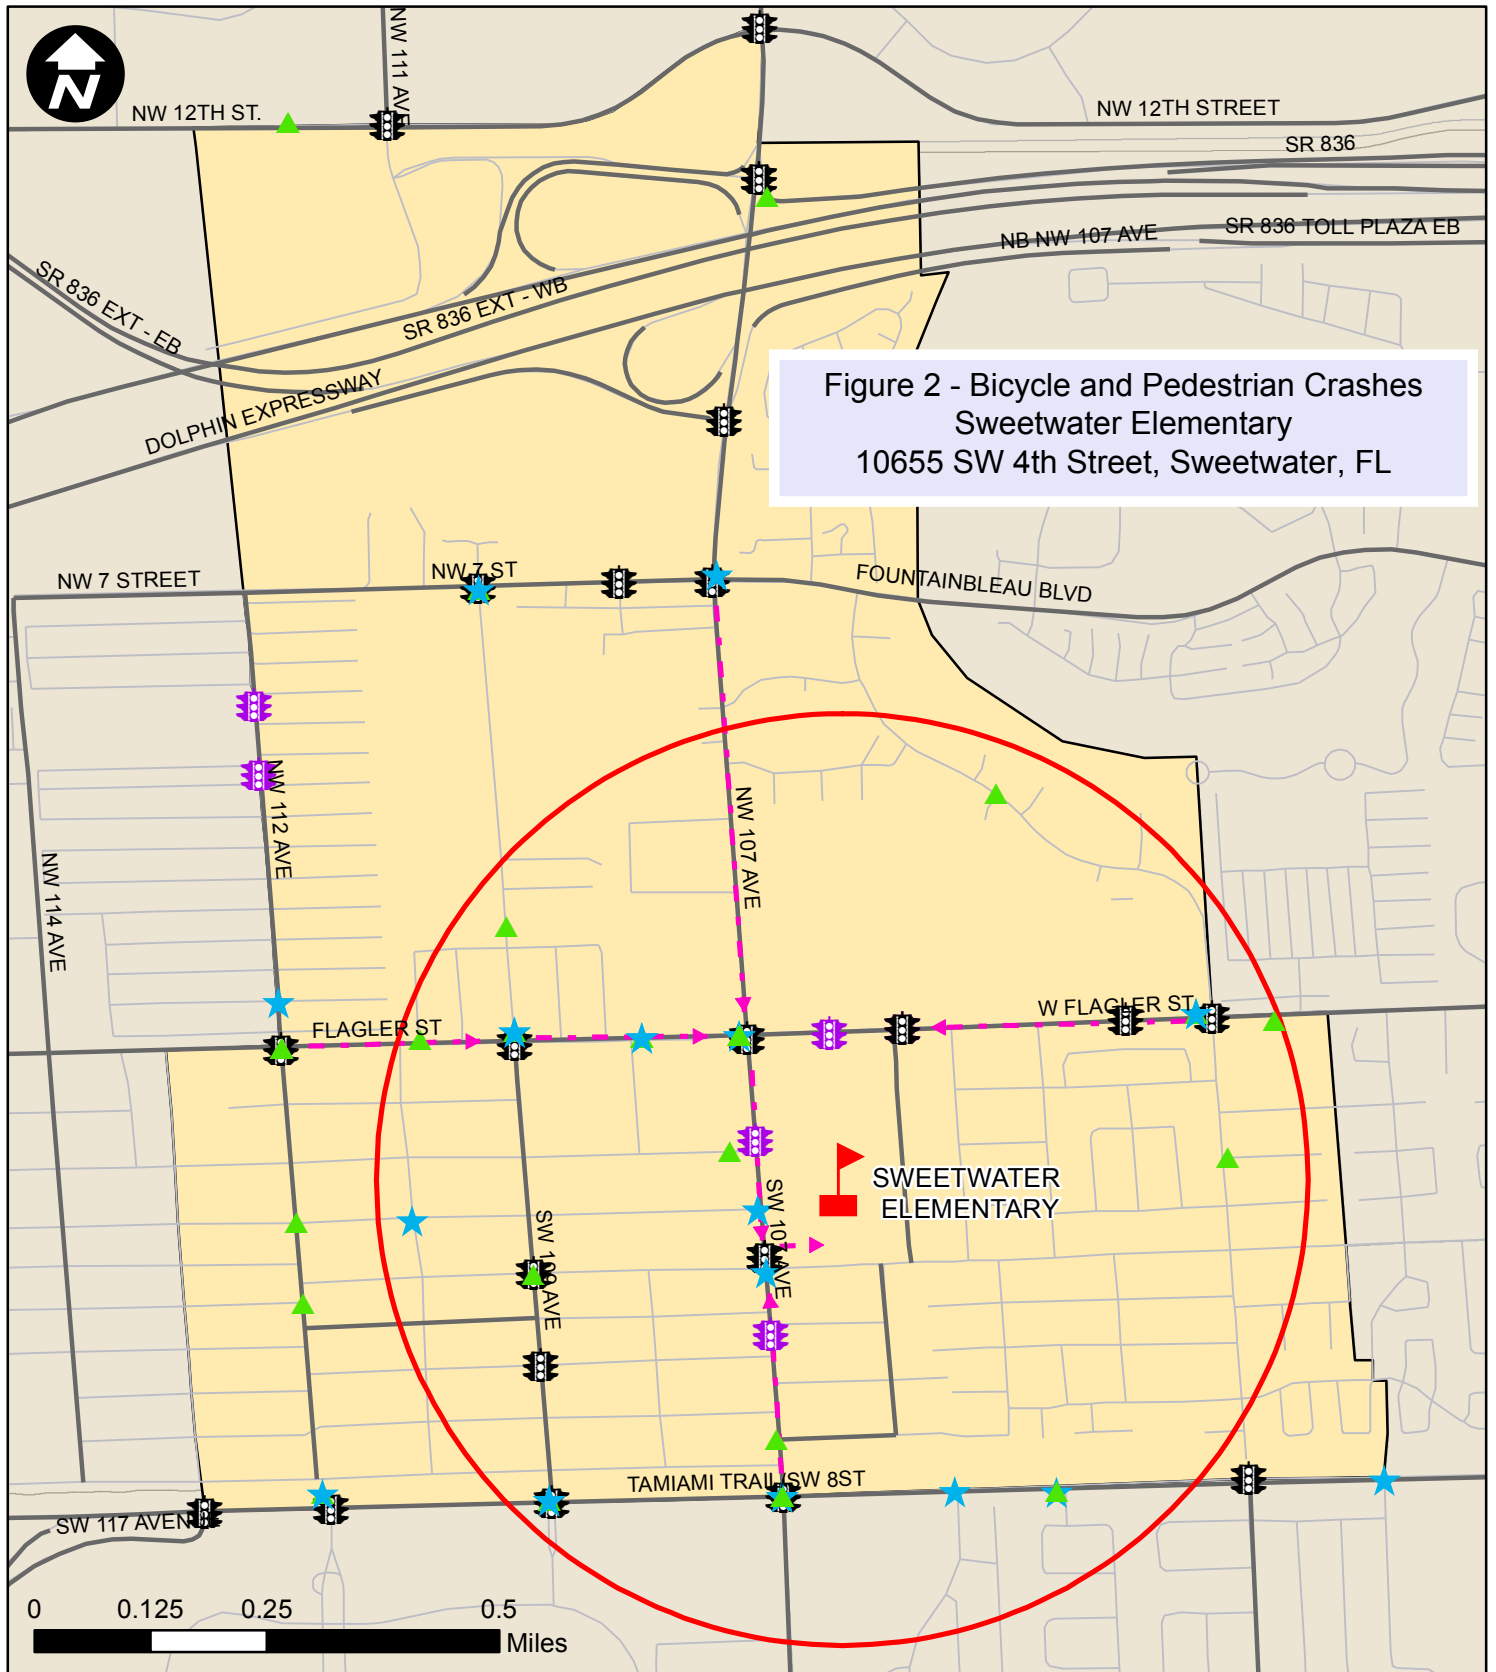 NW 111 AVE
N
NW 12TH ST.
NW 12TH STREET
SR 836
SR 836 TOLL PLAZA EB
NB NW 107 AVE
SR 836 EXT - EB
SR 836 EXT - WB
DOLPHIN EXPRESSWAY
Figure 2 - Bicycle and Pedestrian Crashes
Sweetwater Elementary
10655 SW 4th Street, Sweetwater, FL
NW 7 STREET
NW 7 ST
FOUNTAINBLEAU BLVD
NW 112 AVE
NW 107 AVE
NW 114 AVE
FLAGLER ST
W FLAGLER ST
SWEETWATER
ELEMENTARY
SW 107 AVE
SW 109 AVE
TAMIAMI TRAIL/SW 8ST
SW 117 AVEN
0 0.125 0.25 0.5
Miles